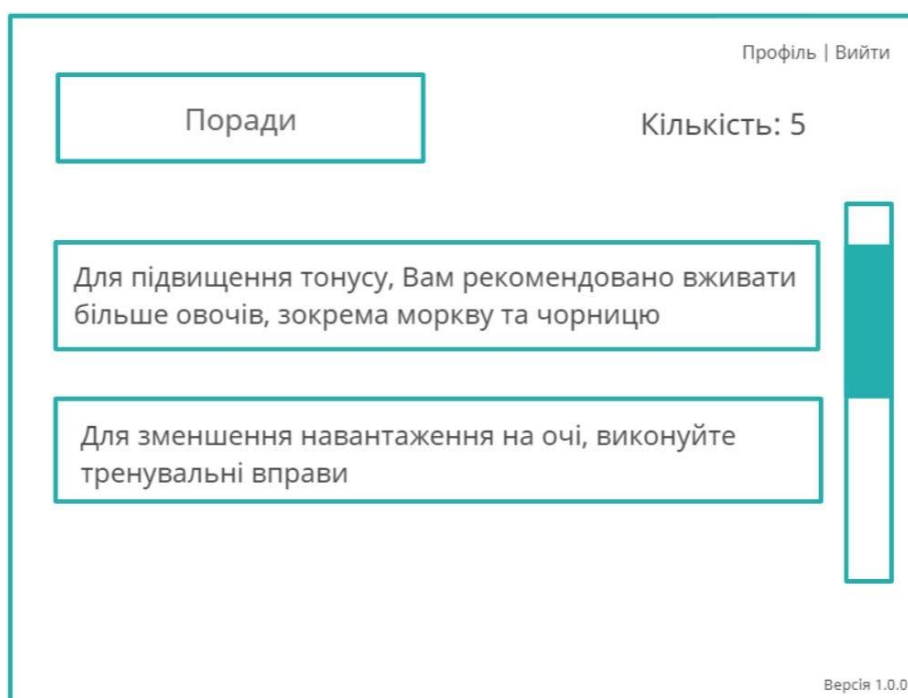 Профіль | Вийти
Поради
Кількість: 5
Для підвищення тонусу, Вам рекомендовано вживати
більше овочів, зокрема моркву та чорницю
Для зменшення навантаження на очі, виконуйте
тренувальні вправи
Версія 1.0.0